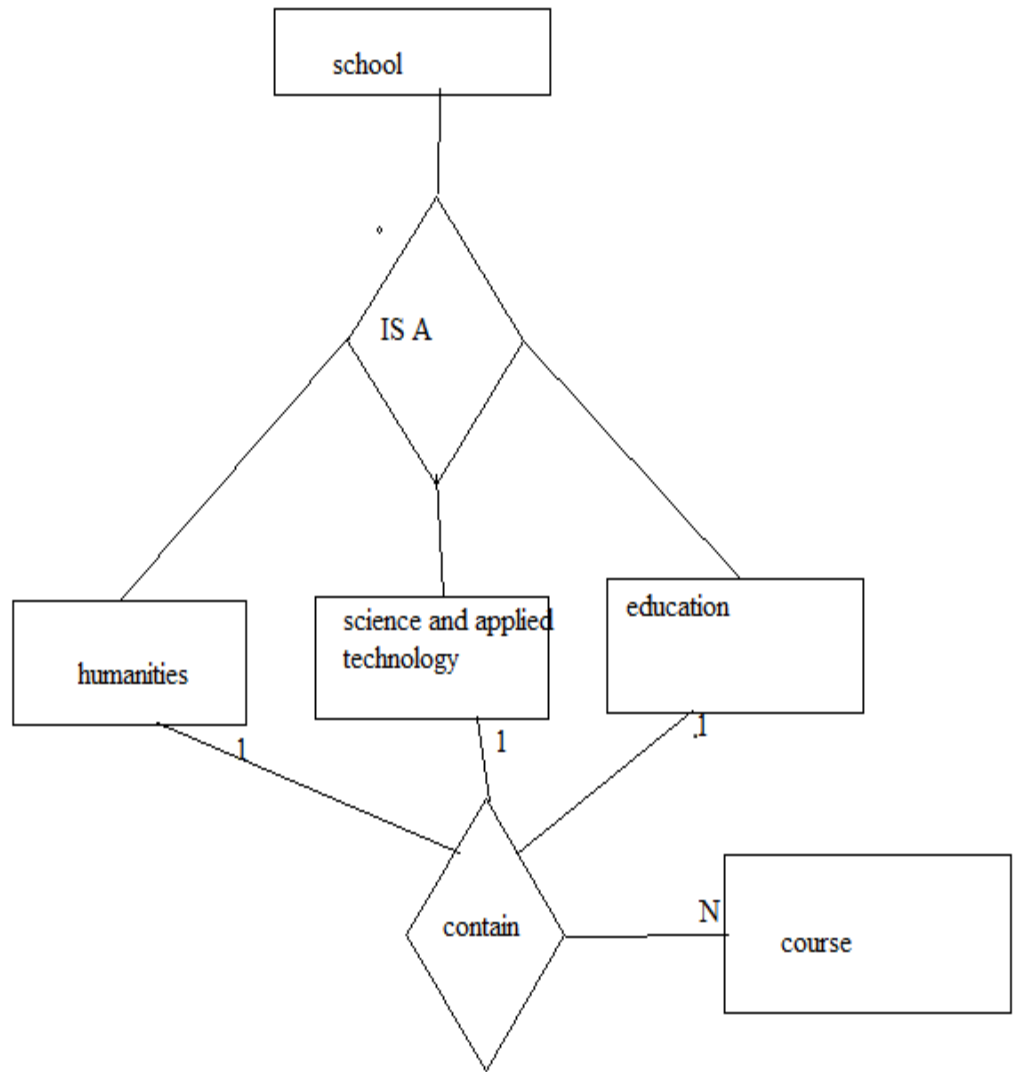 school
IS A
humanities
science and applied
technology
education
1
1
1
contain
N
course